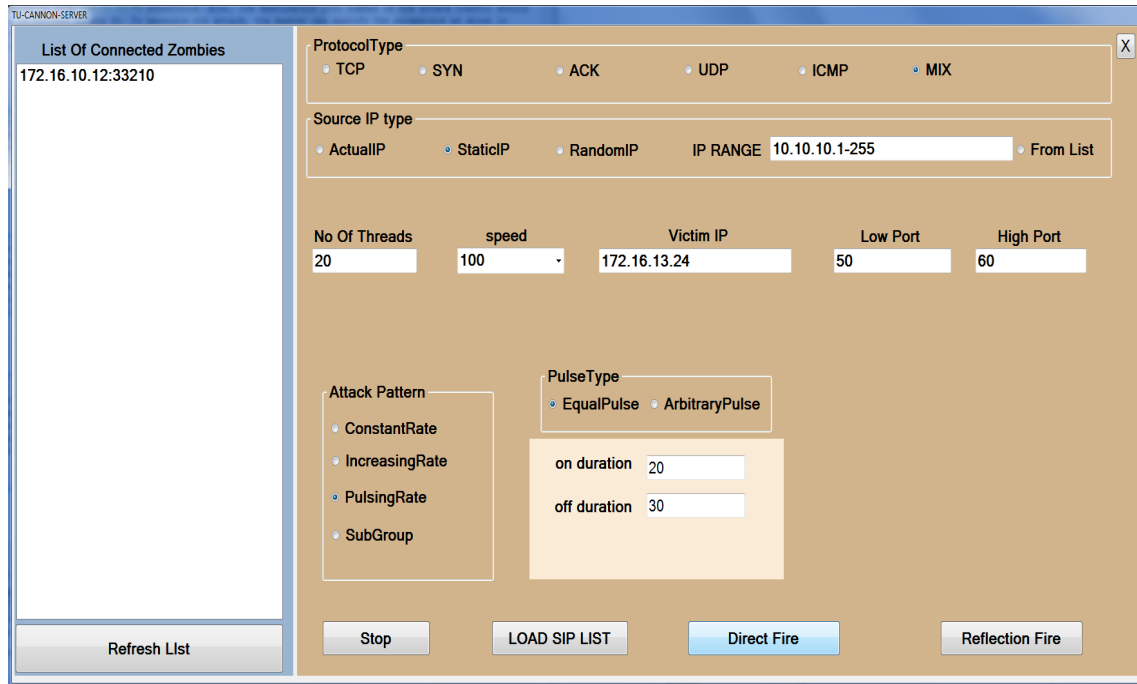 TU-CANNON-SERVER
List Of Connected Zombies
172.16.10.12:33210
Refresh LIst
X
ProtocolType
TCP SYN ACK UDP ICMP MIX
Source IP type
ActualIP StaticIP RandomIP IP RANGE 10.10.10.1-255 From List
No Of Threads speed Victim IP Low Port High Port
20 100 172.16.13.24 50 60
Attack Pattern
ConstantRate
IncreasingRate
PulsingRate
SubGroup
PulseType
EqualPulse ArbitraryPulse
on duration 20
off duration 30
Stop LOAD SIP LIST Direct Fire Reflection Fire